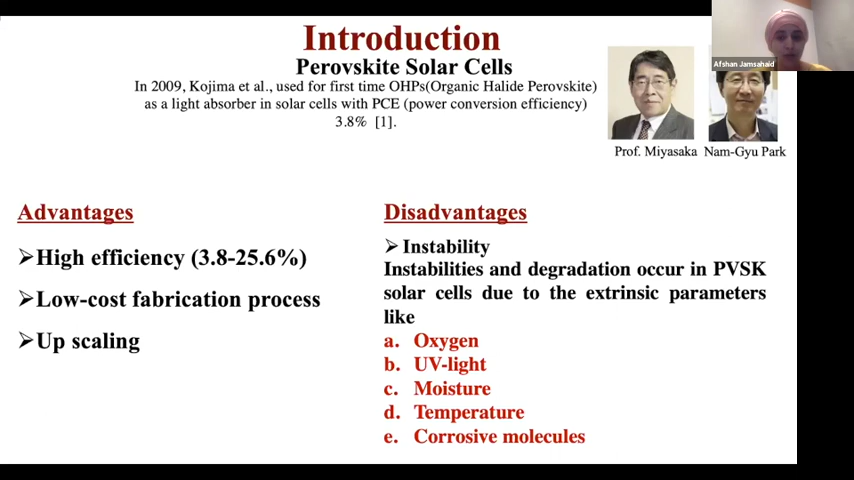 Introduction
Perovskite Solar Cells
In 2009, Kojima et al., used for first time OHPs(Organic Halide Perovskite)
as a light absorber in solar cells with PCE (power conversion efficiency)
3.8% [1].
Afshan Jamsahaid
Prof. Miyasaka
Nam-Gyu Park
Advantages
➢High efficiency (3.8-25.6%)
➢Low-cost fabrication process
➢Up scaling
Disadvantages
➢Instability
Instabilities and degradation occur in PVSK
solar cells due to the extrinsic parameters
like
a. Oxygen
b. UV-light
c. Moisture
d. Temperature
e. Corrosive molecules